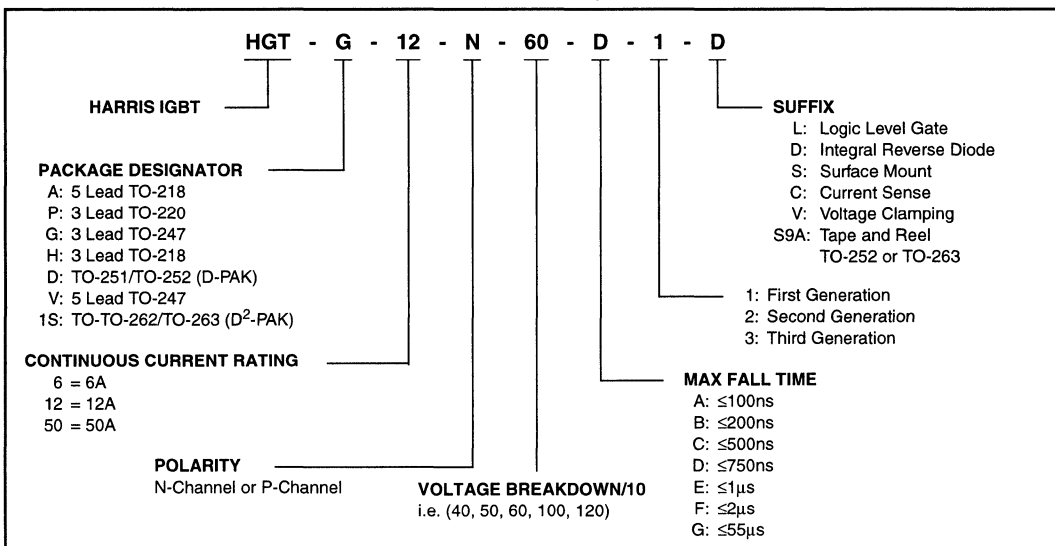 HGT - G - 12 - N - 60 - D - 1 - D
HARRIS IGBT
PACKAGE DESIGNATOR
A: 5 Lead TO-218
P: 3 Lead TO-220
G: 3 Lead TO-247
H: 3 Lead TO-218
D: TO-251/TO-252 (D-PAK)
V: 5 Lead TO-247
1S: TO-TO-262/TO-263 (D²-PAK)
CONTINUOUS CURRENT RATING
6 = 6A
12 = 12A
50 = 50A
POLARITY
N-Channel or P-Channel
VOLTAGE BREAKDOWN/10
i.e. (40, 50, 60, 100, 120)
MAX FALL TIME
A: ≤100ns
B: ≤200ns
C: ≤500ns
D: ≤750ns
E: ≤1μs
F: ≤2μs
G: ≤55μs
1: First Generation
2: Second Generation
3: Third Generation
SUFFIX
L: Logic Level Gate
D: Integral Reverse Diode
S: Surface Mount
C: Current Sense
V: Voltage Clamping
S9A: Tape and Reel
TO-252 or TO-263